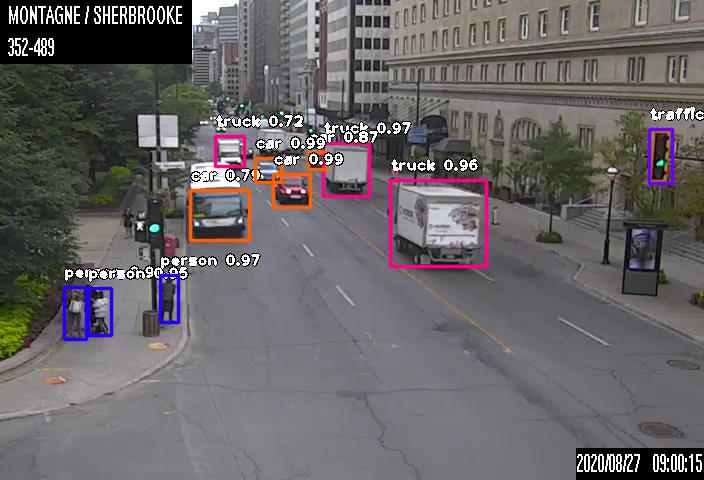 MONTAGNE / SHERBROOKE
352-489
traffic
truck 0.72
truck 0.97
car 0.99
car 0.99
truck 0.96
car 0.79
person 0.97
2020/08/27 09:00:15